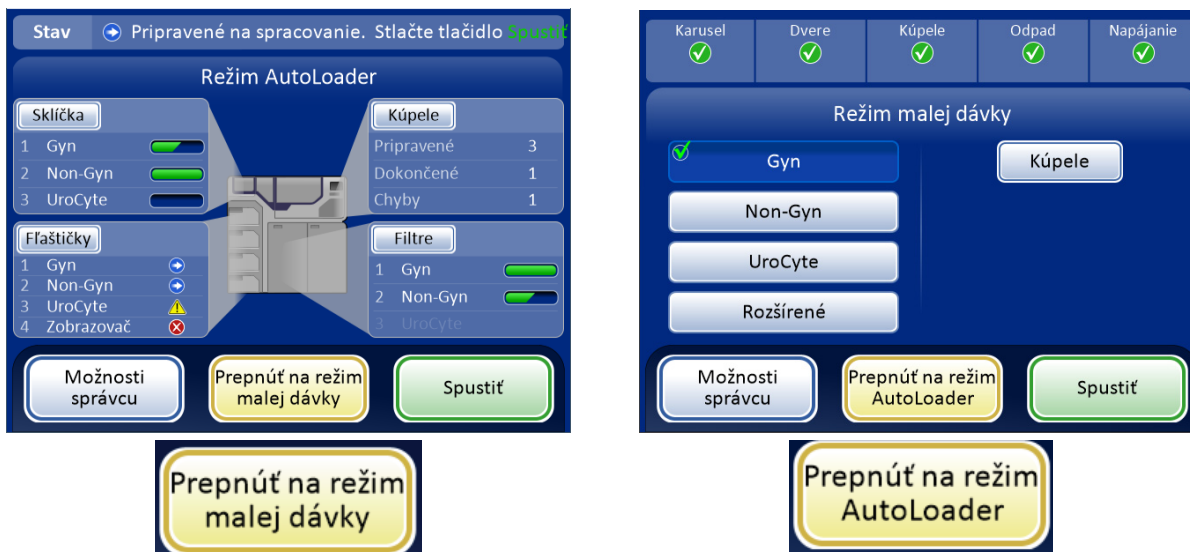 Stav Pripravené na spracovanie. Stlačte tlačidlo Spustiť
Režim AutoLoader
Sklíčka
1 Gyn
2 Non-Gyn
3 UroCyte
Kúpele
Pripravené 3
Dokončené 1
Chyby 1
Fľaštičky
1 Gyn
2 Non-Gyn
3 UroCyte
4 Zobrazovač
Filtre
1 Gyn
2 Non-Gyn
3 UroCyte
Možnosti
správcu
Prepnúť na režim
malej dávky
Spustiť
Prepnúť na režim
malej dávky
Karusel Dvere Kúpele Odpad Napájanie
Režim malej dávky
Gyn
Non-Gyn
UroCyte
Rozšírené
Kúpele
Možnosti
správcu
Prepnúť na režim
AutoLoader
Spustiť
Prepnúť na režim
AutoLoader